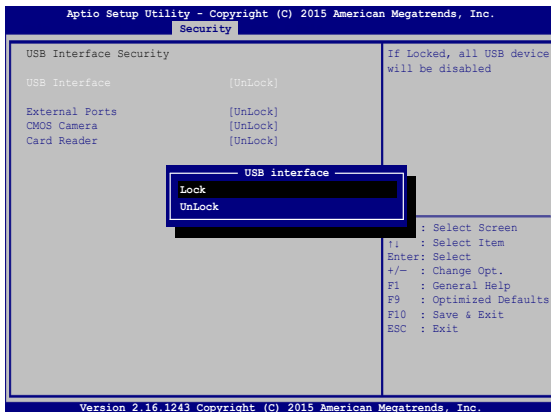 Aptio Setup Utility - Copyright (C) 2015 American Megatrends, Inc.
Security
USB Interface Security
USB Interface [UnLock]
External Ports [UnLock]
CMOS Camera [UnLock]
Card Reader [UnLock]
If Locked, all USB device
will be disabled
USB interface
Lock
UnLock
: Select Screen
↑↓ : Select Item
Enter: Select
+/— : Change Opt.
F1 : General Help
F9 : Optimized Defaults
F10 : Save & Exit
ESC : Exit
Version 2.16.1243 Copyright (C) 2015 American Megatrends, Inc.